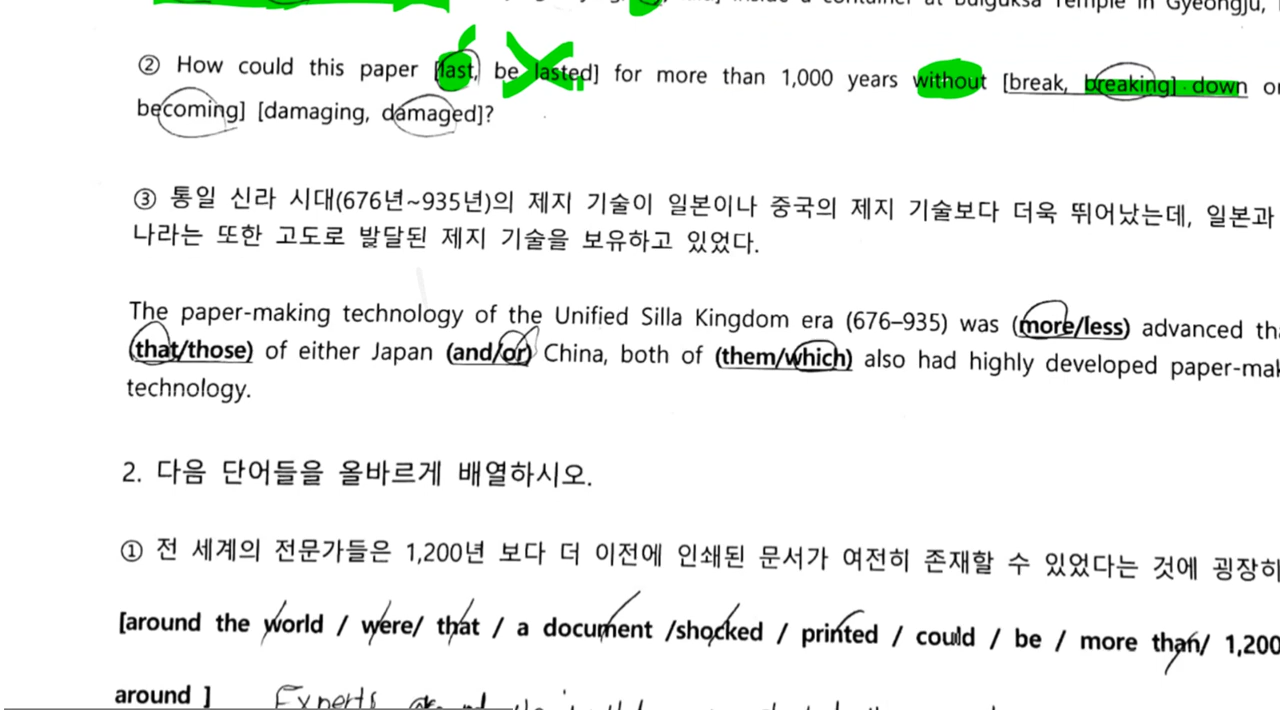 inside a container at Bulguksa Temple in Gyeongju,
② How could this paper [last, be lasted] for more than 1,000 years without [break, breaking] down or
becoming] [damaging, damaged]?
③ 통일 신라 시대(676년~935년)의 제지 기술이 일본이나 중국의 제지 기술보다 더욱 뛰어났는데, 일본과
나라는 또한 고도로 발달된 제지 기술을 보유하고 있었다.
The paper-making technology of the Unified Silla Kingdom era (676–935) was (more/less) advanced tha
(that/those) of either Japan (and/or) China, both of (them/which) also had highly developed paper-mak
technology.
2. 다음 단어들을 올바르게 배열하시오.
① 전 세계의 전문가들은 1,200년 보다 더 이전에 인쇄된 문서가 여전히 존재할 수 있었다는 것에 굉장히
[around the world / were/ that / a document /shocked / printed / could / be / more than/ 1,200
around ] Experts